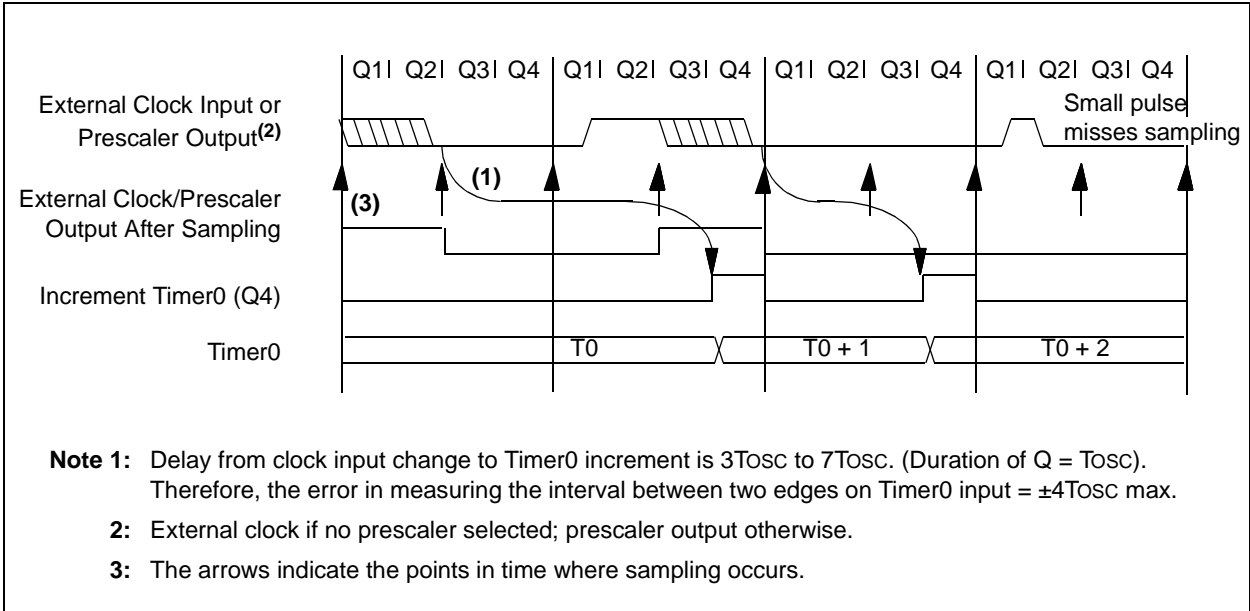 Q1| Q2| Q3| Q4 Q1| Q2| Q3| Q4 Q1| Q2| Q3| Q4 Q1| Q2| Q3| Q4
External Clock Input or
Prescaler Output(2)
Small pulse
misses sampling
(1)
External Clock/Prescaler
Output After Sampling
(3)
Increment Timer0 (Q4)
Timer0
T0 T0 + 1 T0 + 2
Note 1: Delay from clock input change to Timer0 increment is 3TOSC to 7TOSC. (Duration of Q = TOSC).
Therefore, the error in measuring the interval between two edges on Timer0 input = ±4TOSC max.
2: External clock if no prescaler selected; prescaler output otherwise.
3: The arrows indicate the points in time where sampling occurs.